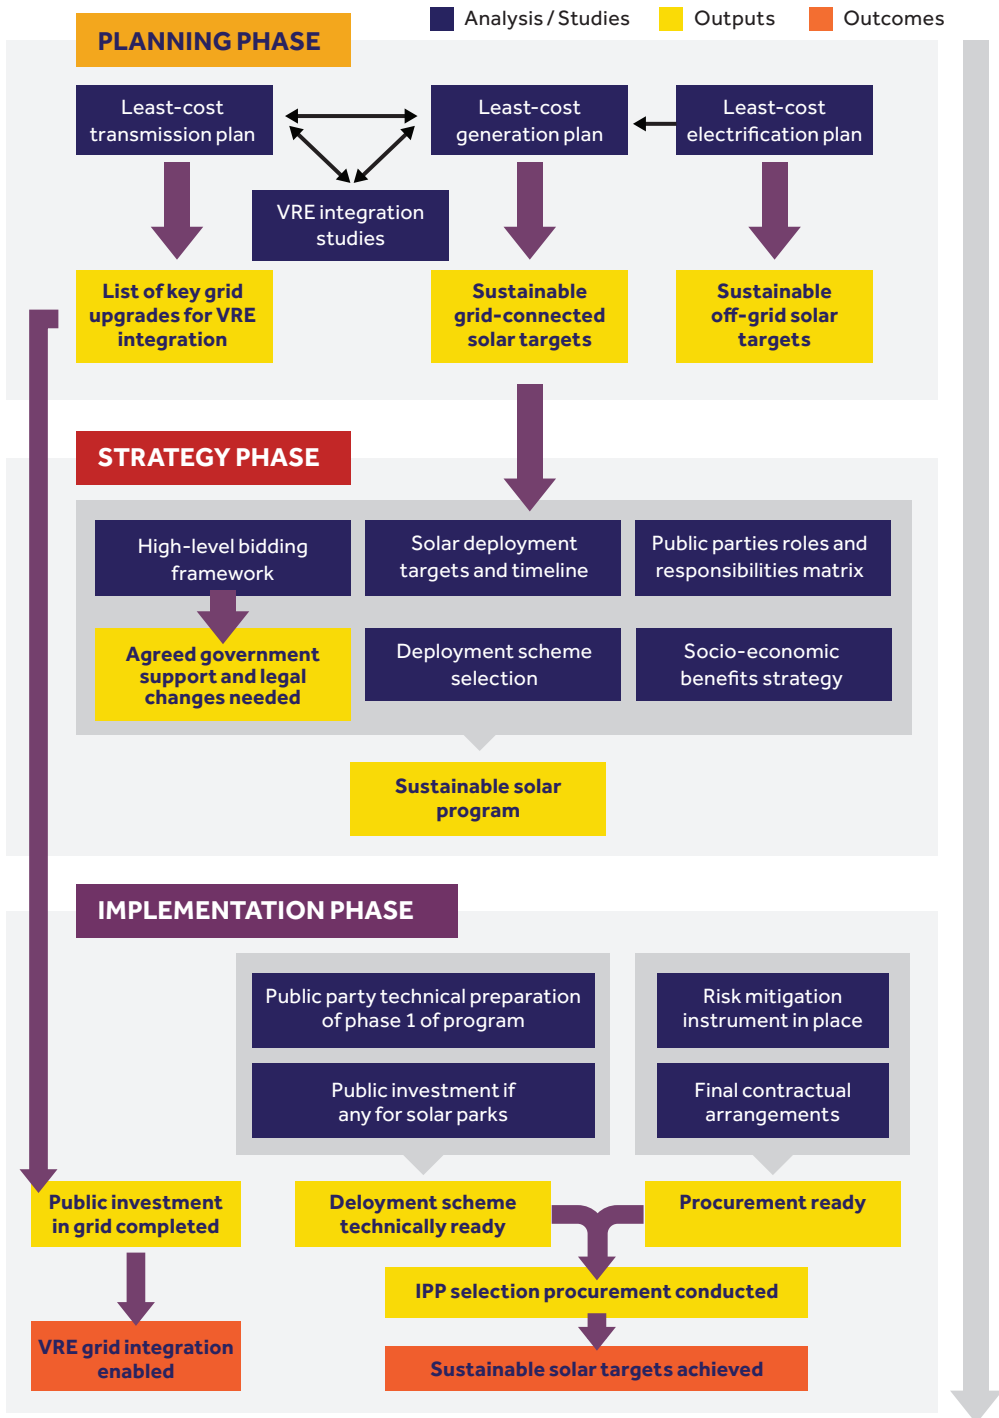 Analysis / Studies
Outputs
Outcomes
PLANNING PHASE
Least-cost
transmission plan
Least-cost
generation plan
Least-cost
electrification plan
VRE integration
studies
List of key grid
upgrades for VRE
integration
Sustainable
grid-connected
solar targets
Sustainable
off-grid solar
targets
STRATEGY PHASE
High-level bidding
framework
Solar deployment
targets and timeline
Public parties roles and
responsibilities matrix
Agreed government
support and legal
changes needed
Deployment scheme
selection
Socio-economic
benefits strategy
Sustainable solar
program
IMPLEMENTATION PHASE
Public party technical preparation
of phase 1 of program
Risk mitigation
instrument in place
Public investment if
any for solar parks
Final contractual
arrangements
Public investment
in grid completed
Deloyment scheme
technically ready
Procurement ready
IPP selection procurement conducted
VRE grid integration
enabled
Sustainable solar targets achieved